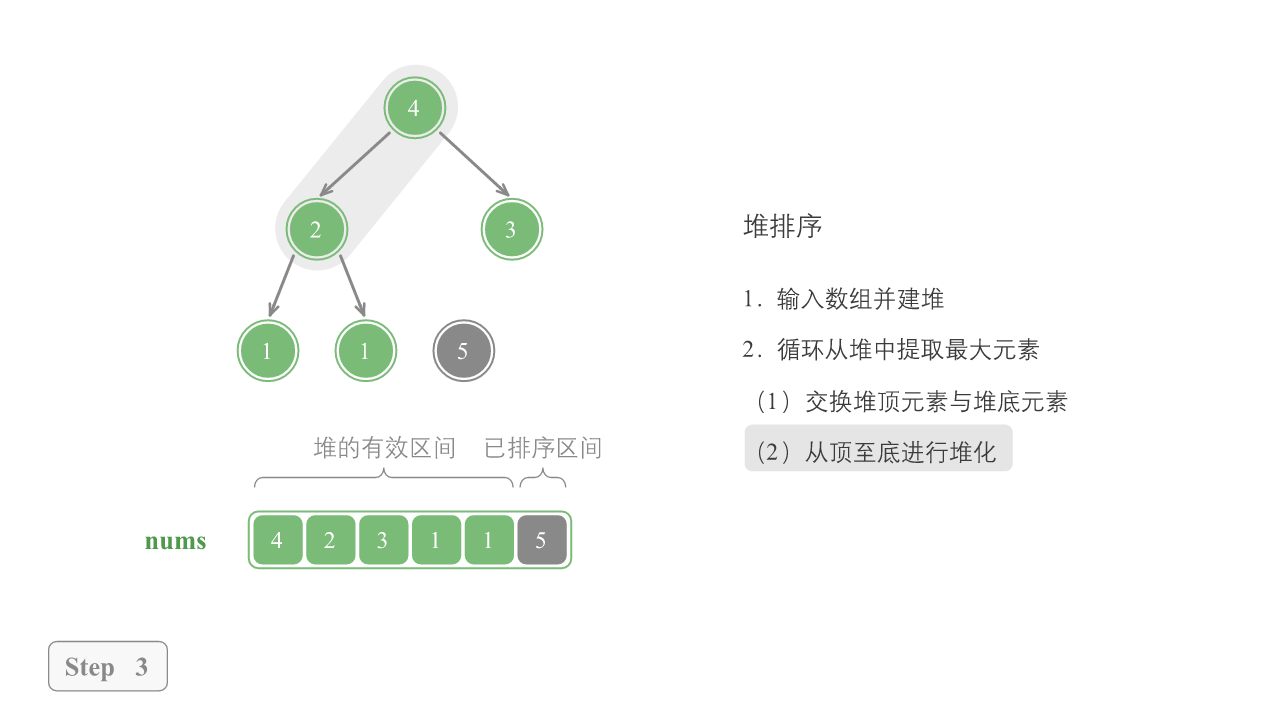 4
2
3
1
1
5
堆的有效区间 已排序区间
nums 4 2 3 1 1 5
Step 3
堆排序
1. 输入数组并建堆
2. 循环从堆中提取最大元素
（1）交换堆顶元素与堆底元素
（2）从顶至底进行堆化